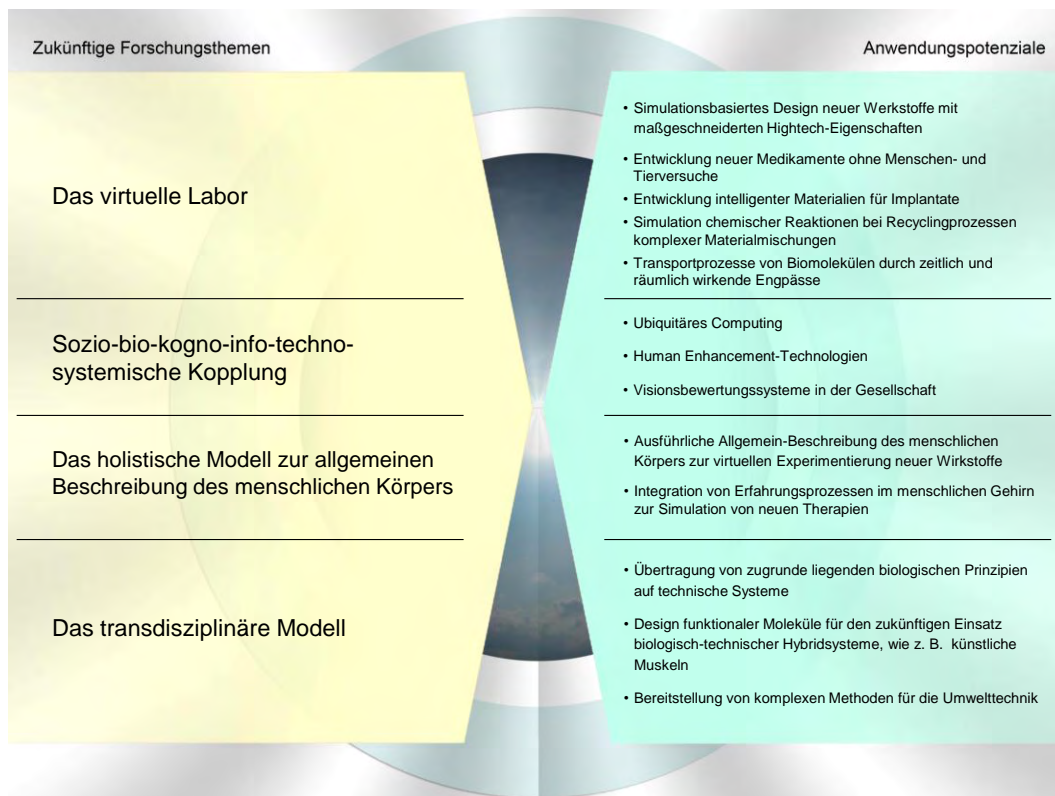 Zukünftige Forschungsthemen
Anwendungspotenziale
Das virtuelle Labor
• Simulationsbasiertes Design neuer Werkstoffe mit
maßgeschneiderten Hightech-Eigenschaften
• Entwicklung neuer Medikamente ohne Menschen- und
Tierversuche
• Entwicklung intelligenter Materialien für Implantate
• Simulation chemischer Reaktionen bei Recyclingprozessen
komplexer Materialmischungen
• Transportprozesse von Biomolekülen durch zeitlich und
räumlich wirkende Engpässe
Sozio-bio-kogno-info-techno-
systemische Kopplung
• Ubiquitäres Computing
• Human Enhancement-Technologien
• Visionsbewertungssysteme in der Gesellschaft
Das holistische Modell zur allgemeinen
Beschreibung des menschlichen Körpers
• Ausführliche Allgemein-Beschreibung des menschlichen
Körpers zur virtuellen Experimentierung neuer Wirkstoffe
• Integration von Erfahrungsprozessen im menschlichen Gehirn
zur Simulation von neuen Therapien
Das transdisziplinäre Modell
• Übertragung von zugrunde liegenden biologischen Prinzipien
auf technische Systeme
• Design funktionaler Moleküle für den zukünftigen Einsatz
biologisch-technischer Hybridsysteme, wie z. B. künstliche
Muskeln
• Bereitstellung von komplexen Methoden für die Umwelttechnik